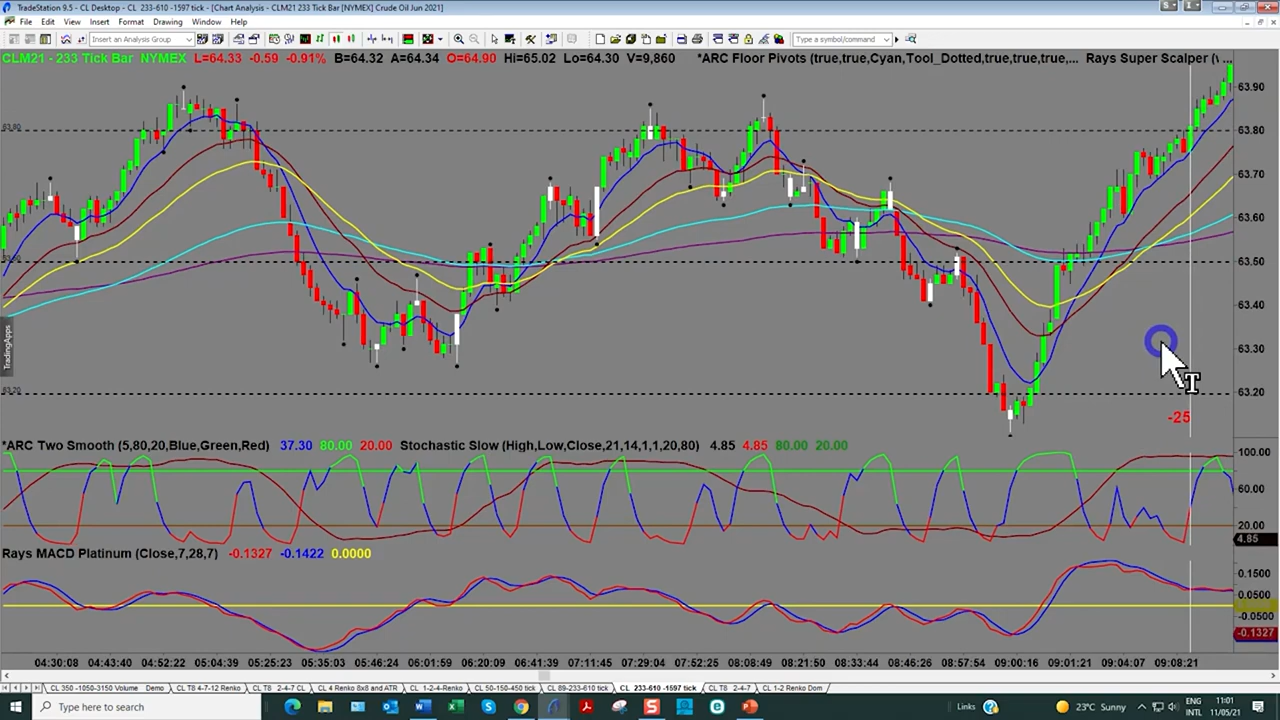 TradeStation 9.5 - CL Desktop - CL 233-610 -1597 tick - [Chart Analysis - CLM21 233 Tick Bar [NYMEX] Crude Oil Jun 2021]
File Edit View Insert Format Drawing Window Help
Insert an Analysis Group
Type a symbol/command
CLM21 - 233 Tick Bar NYMEX L=64.33 -0.59 -0.91% B=64.32 A=64.34 O=64.90 Hi=65.02 Lo=64.30 V=9,860 *ARC Floor Pivots (true,true,Cyan,Tool_Dotted,true,true,true,... Rays Super Scalper (v ...
63.90
63.80 63.80
63.70
63.60
63.50 63.50
63.40
TradingApps
63.30
63.20 63.20
-25
*ARC Two Smooth (5,80,20,Blue,Green,Red) 37.30 80.00 20.00 Stochastic Slow (High,Low,Close,21,14,1,1,20,80) 4.85 4.85 80.00 20.00
100.00
60.00
20.00
4.85
Rays MACD Platinum (Close,7,28,7) -0.1327 -0.1422 0.0000
0.1500
0.0500
-0.0500
-0.1327
04:30:08 04:43:40 04:52:22 05:04:39 05:25:23 05:35:03 05:46:24 06:01:59 06:20:09 06:41:39 07:11:45 07:29:04 07:52:25 08:08:49 08:21:50 08:33:44 08:46:26 08:57:54 09:00:16 09:01:21 09:04:07 09:08:21
CL 350 -1050-3150 Volume Demo CL T8 4-7-12 Renko CL T8 2-4-7 CL CL 4 Renko 8x8 and ATR CL 1-2-4-Renko CL 50-150-450 tick CL 89-233-610 tick CL 233-610 -1597 tick CL T8 2-4-7 CL 1-2 Renko Dom
Type here to search
Links
23°C Sunny
ENG
INTL
11:01
11/05/21